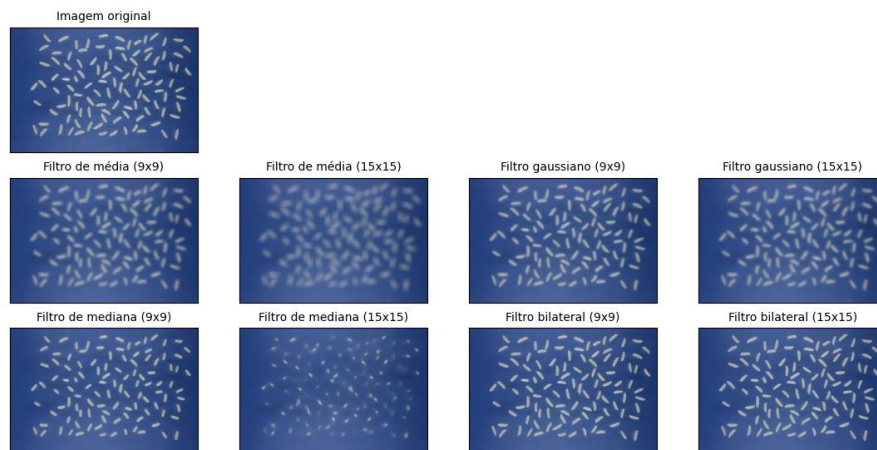 Imagem original
Filtro de média (9x9)
Filtro de média (15x15)
Filtro gaussiano (9x9)
Filtro gaussiano (15x15)
Filtro de mediana (9x9)
Filtro de mediana (15x15)
Filtro bilateral (9x9)
Filtro bilateral (15x15)